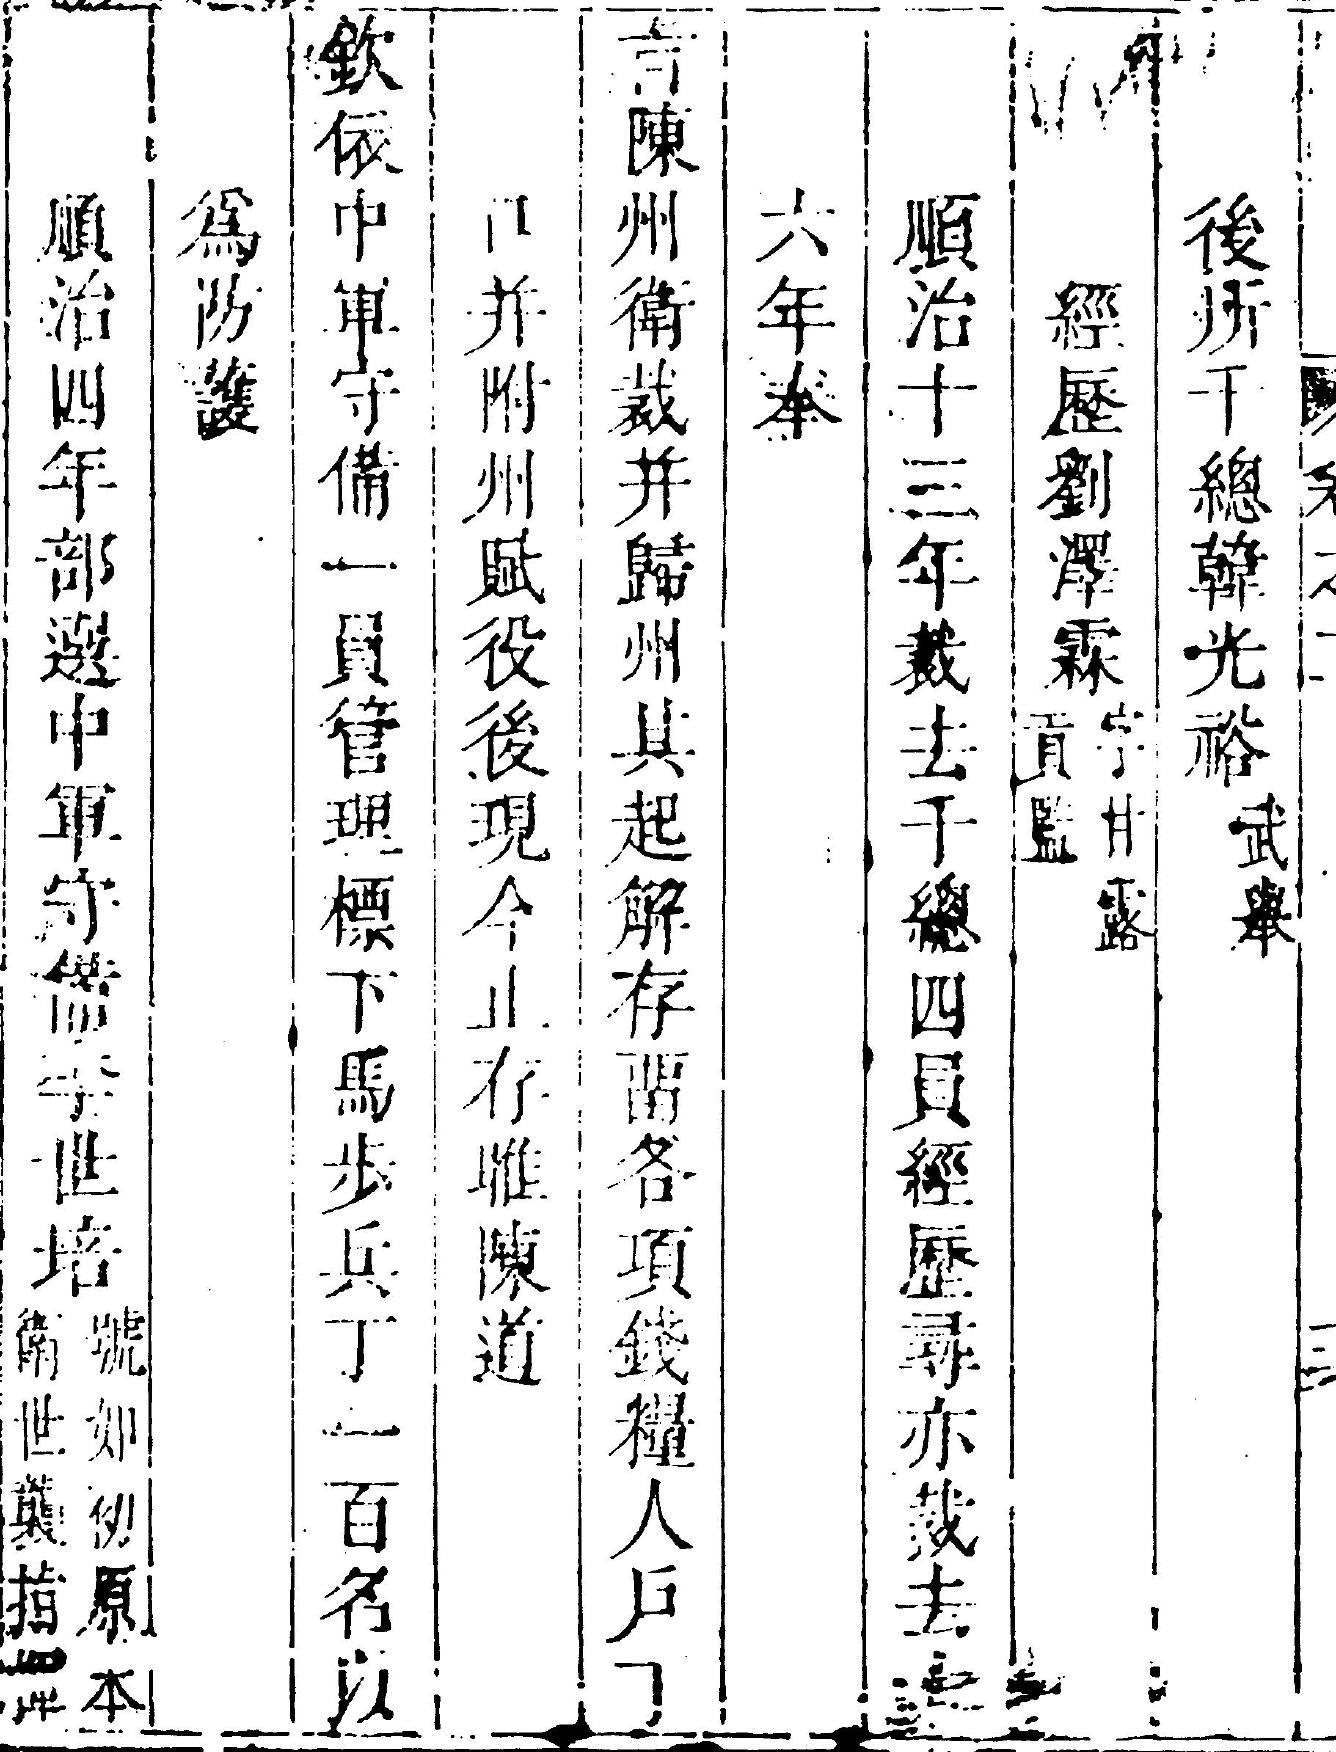 後所千總韓光裕武舉
經歷劉澤霖字甘露貢監
順治十三年裁去千總四員經歷尋亦裁去
六年奉
旨陳州衛裁并歸州其起解存畱各項錢糧人戶丁
口并附州賦役後現今止存睢陳道
欽依中軍守備一員管理標下馬步兵丁一百名以
為防護
順治四年部選中軍守備李世培號如初原本衛世襲指揮